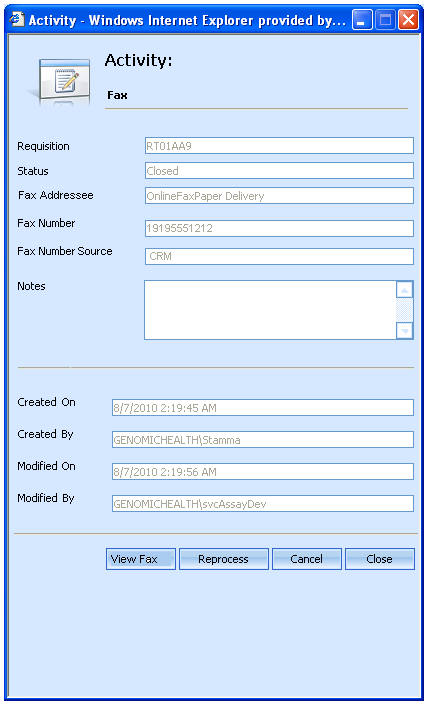 Activity - Windows Internet Explorer provided by...
Activity:
Fax
Requisition RT01AA9
Status Closed
Fax Addressee OnlineFaxPaper Delivery
Fax Number 19195551212
Fax Number Source CRM
Notes
Created On 8/7/2010 2:19:45 AM
Created By GENOMICHEALTH\Stamma
Modified On 8/7/2010 2:19:56 AM
Modified By GENOMICHEALTH\svcAssayDev
View Fax Reprocess Cancel Close